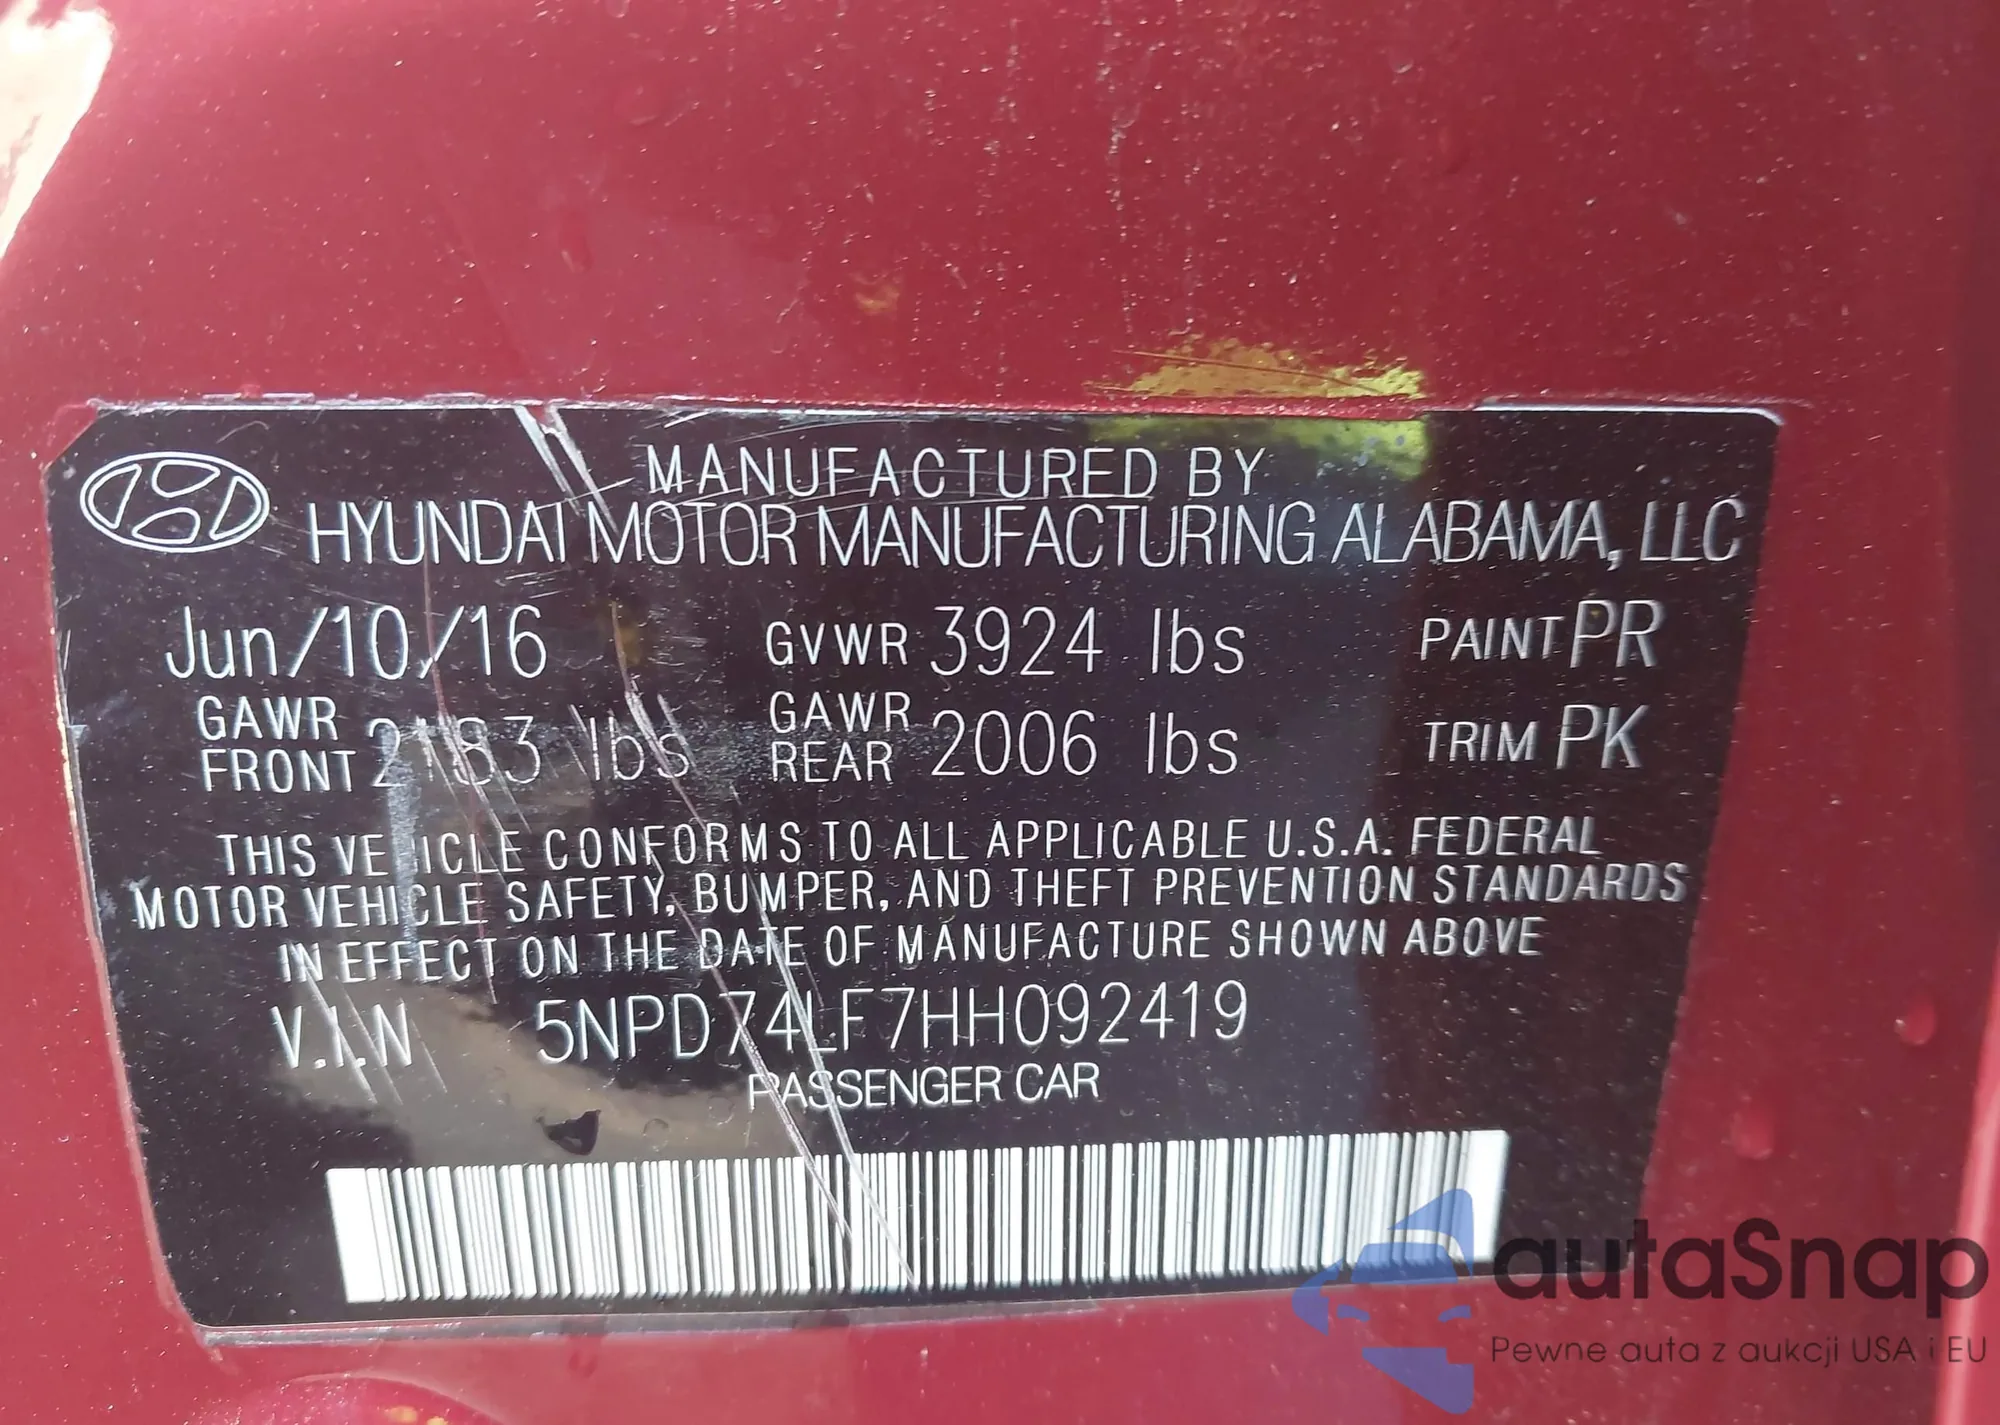 MANUFACTURED BY
HYUNDAI MOTOR MANUFACTURING ALABAMA, LLC
Jun/10/16 GVWR 3924 lbs PAINT PR
GAWR FRONT 2183 lbs GAWR REAR 2006 lbs TRIM PK
THIS VEHICLE CONFORMS TO ALL APPLICABLE U.S.A. FEDERAL
MOTOR VEHICLE SAFETY, BUMPER, AND THEFT PREVENTION STANDARDS
IN EFFECT ON THE DATE OF MANUFACTURE SHOWN ABOVE
V.I.N 5NPD74LF7HH092419
PASSENGER CAR
autaSnap
Pewne auta z aukcji USA i EU